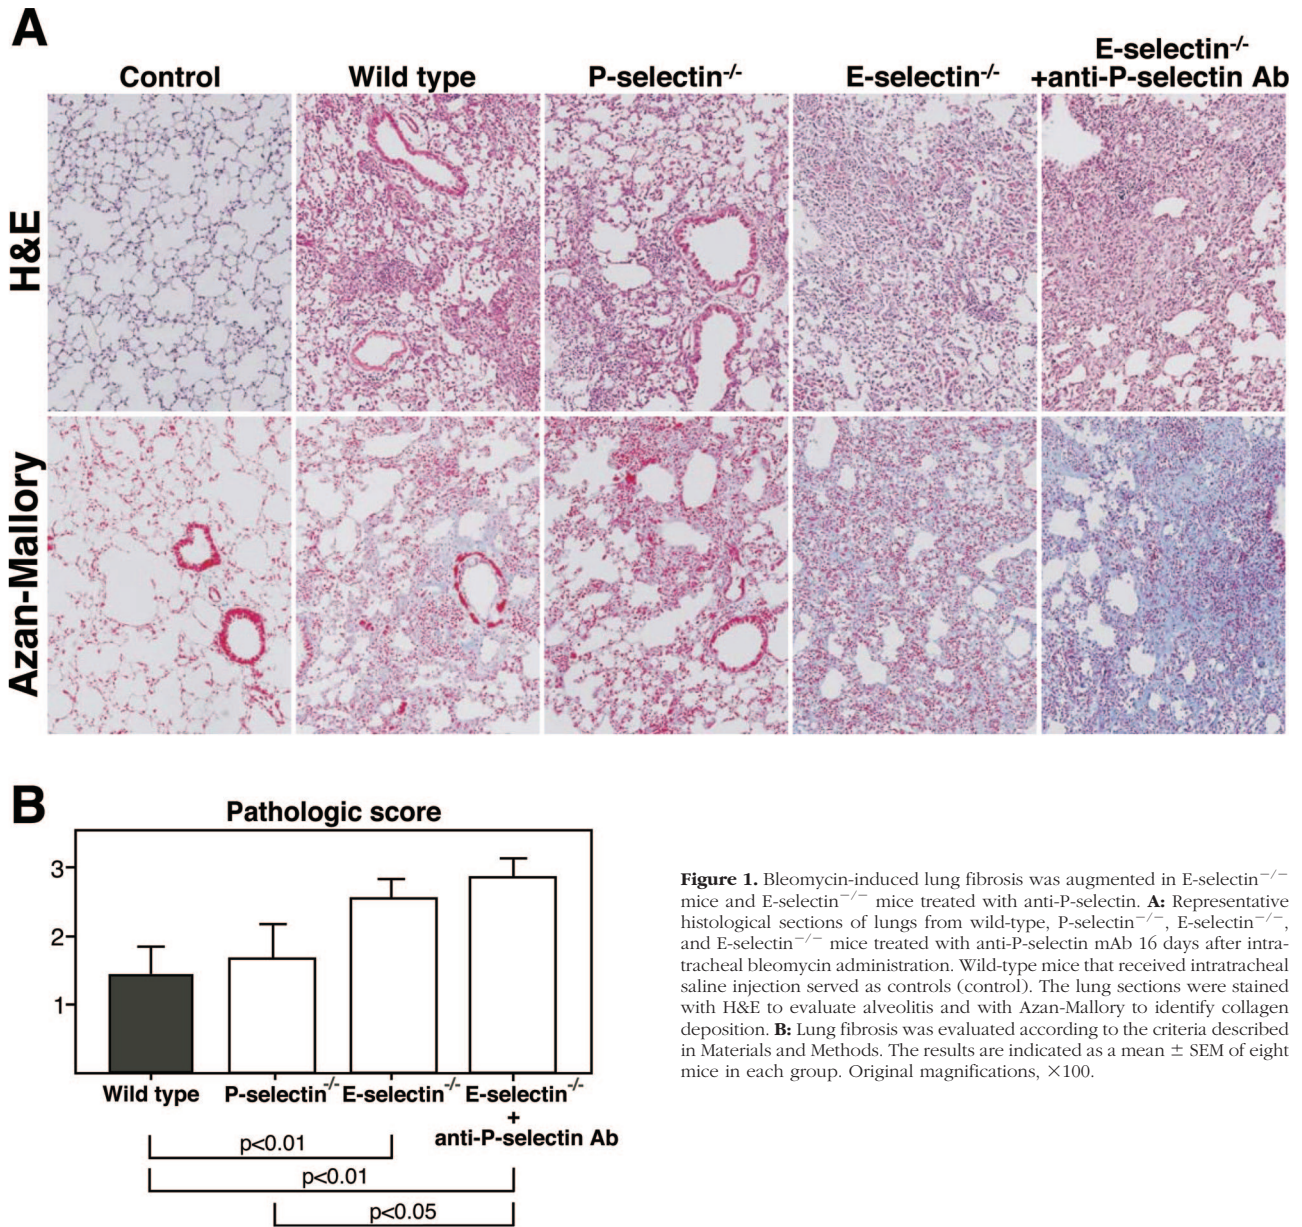 A
Control
Wild type
P-selectin-/-
E-selectin-/-
E-selectin-/-
+anti-P-selectin Ab
H&E
Azan-Mallory
B
Pathologic score
3
2
1
Wild type
P-selectin-/-
E-selectin-/-
E-selectin-/-
+
anti-P-selectin Ab
p<0.01
p<0.01
p<0.05
Figure 1. Bleomycin-induced lung fibrosis was augmented in E-selectin−/−
mice and E-selectin−/− mice treated with anti-P-selectin. A: Representative
histological sections of lungs from wild-type, P-selectin−/−, E-selectin−/−,
and E-selectin−/− mice treated with anti-P-selectin mAb 16 days after intra-
tracheal bleomycin administration. Wild-type mice that received intratracheal
saline injection served as controls (control). The lung sections were stained
with H&E to evaluate alveolitis and with Azan-Mallory to identify collagen
deposition. B: Lung fibrosis was evaluated according to the criteria described
in Materials and Methods. The results are indicated as a mean ± SEM of eight
mice in each group. Original magnifications, ×100.